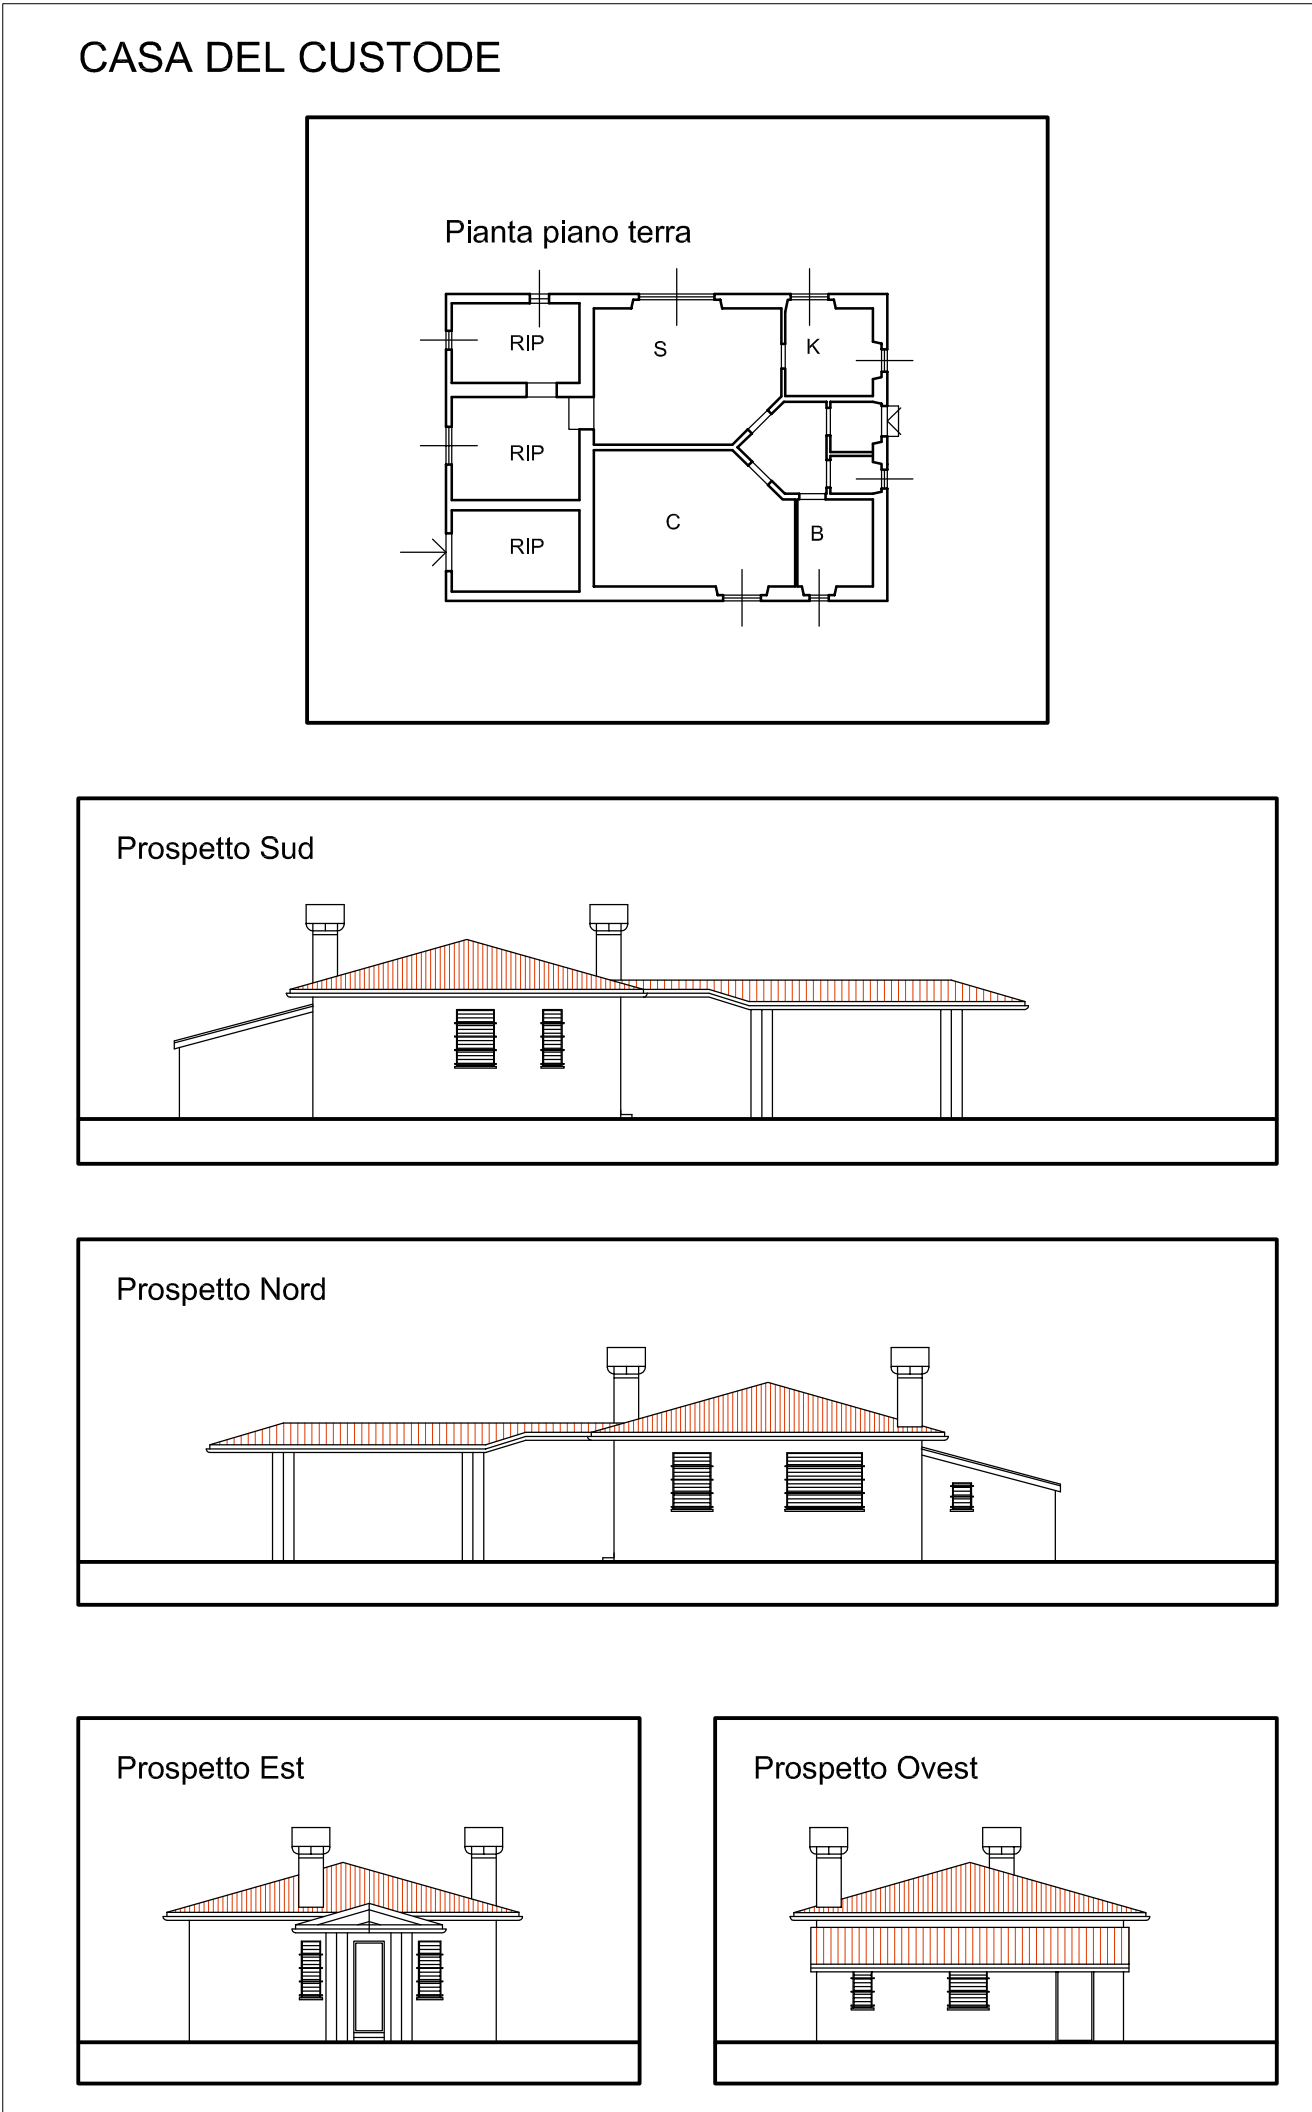 CASA DEL CUSTODE
Pianta piano terra
RIP
S
K
RIP
C
B
RIP
Prospetto Sud
Prospetto Nord
Prospetto Est
Prospetto Ovest